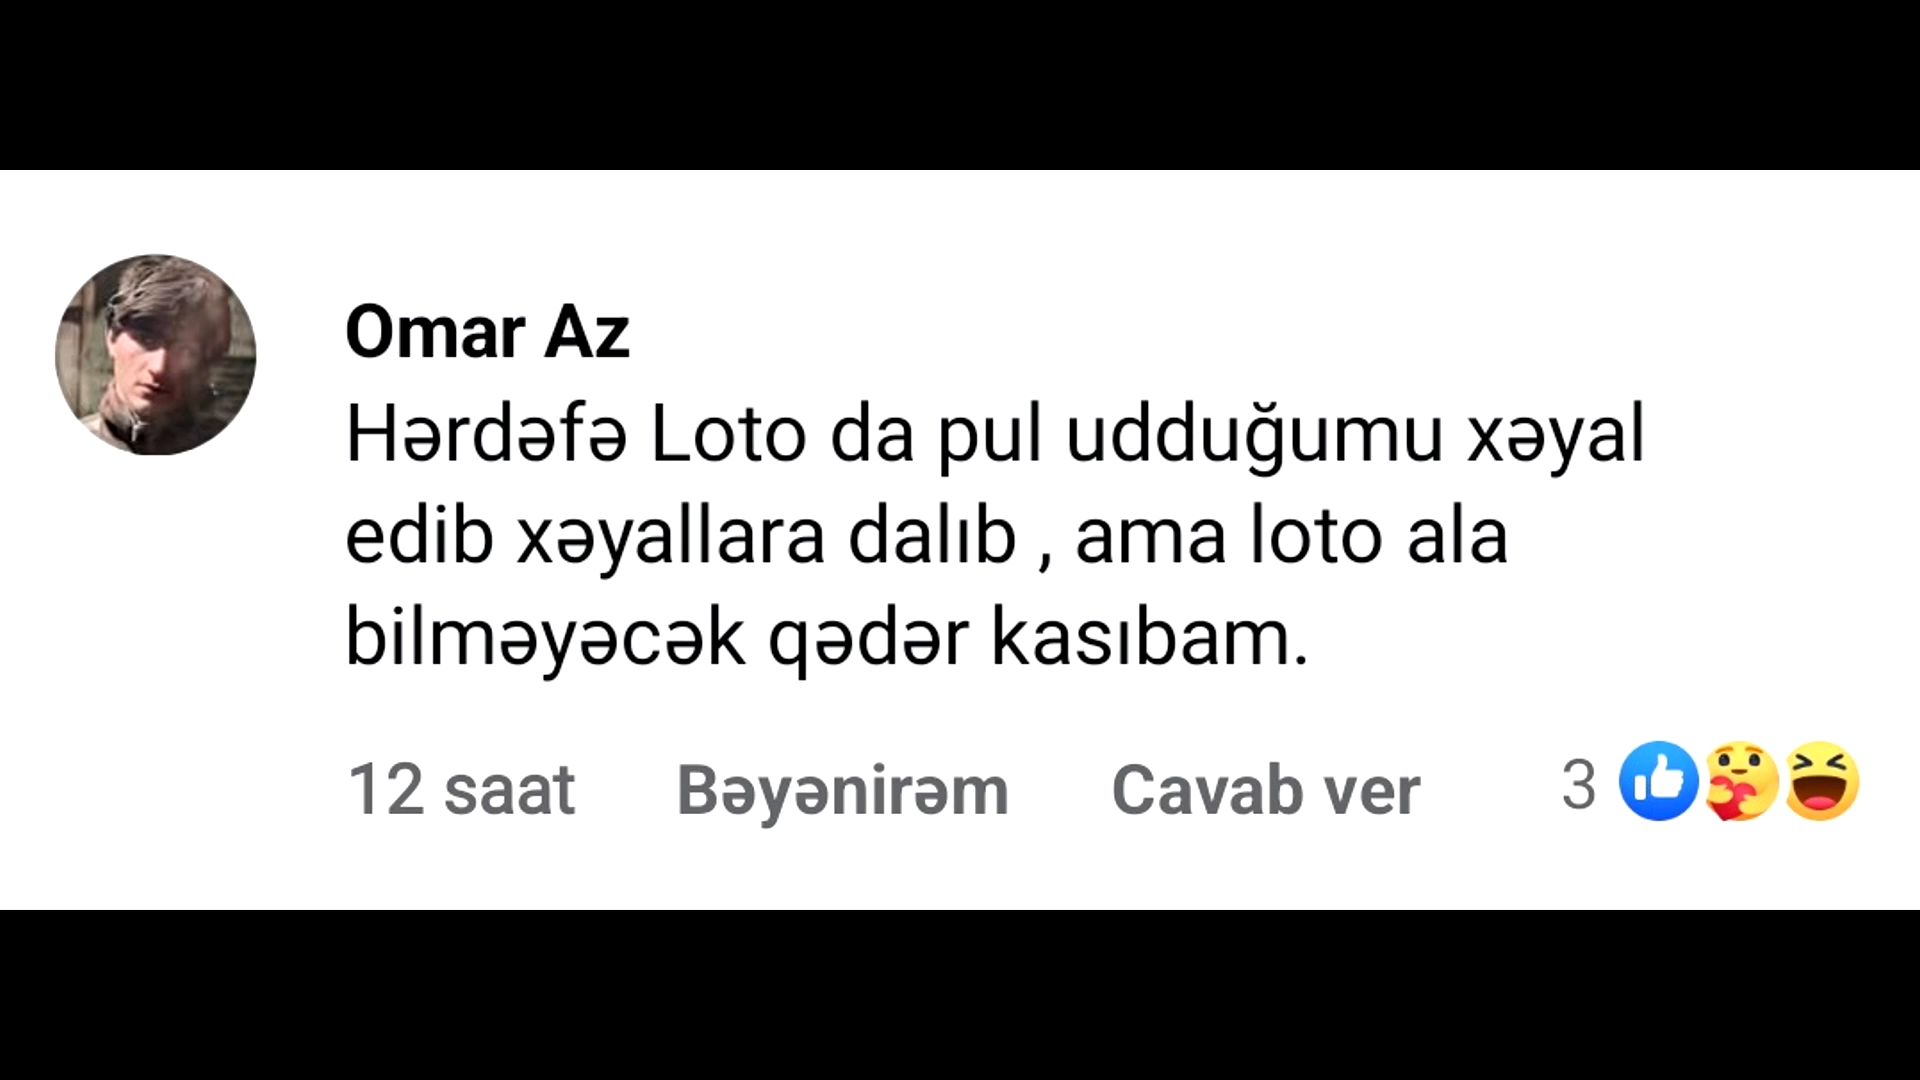 Omar Az
Hərdəfə Loto da pul udduğumu xəyal
edib xəyallara dalıb , ama loto ala
bilməyəcək qədər kasıbam.
12 saat Bəyənirəm Cavab ver 3